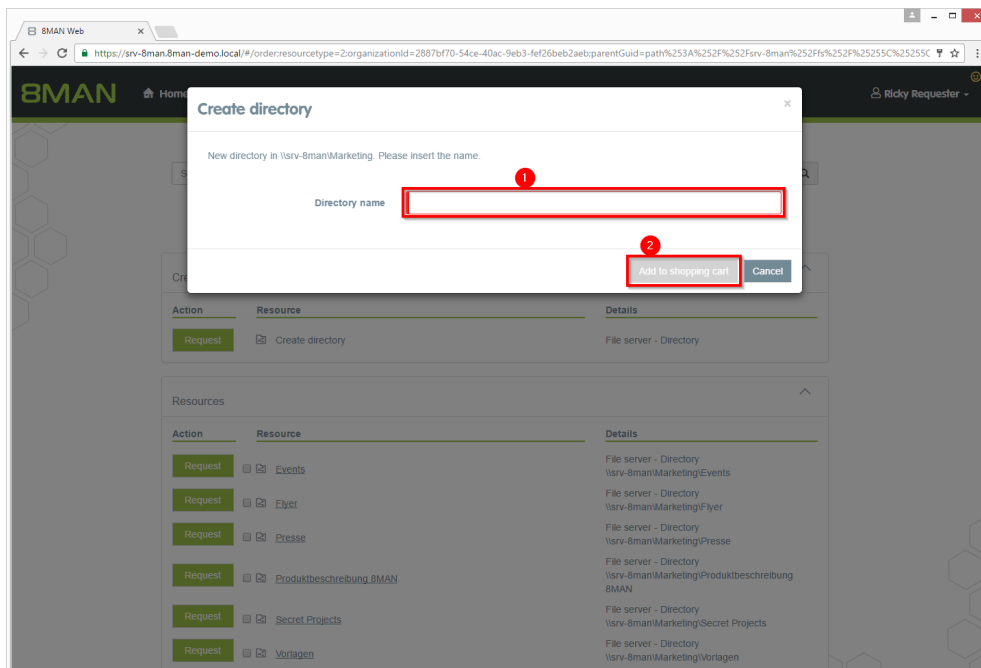 8MAN Web
https://srv-8man.8man-demo.local/#/order;resourcetype=2;organizationId=2887bf70-54ce-40ac-9eb3-fef26beb2aeb;parentGuid=path%253A%252F%252Fsrv-8man%252Ffs%252F%25255C%25255C
8MAN
Home
Ricky Requester
Create directory
×
New directory in \\srv-8man\Marketing. Please insert the name.
1
Directory name
2
Add to shopping cart
Cancel
Cre
Action Resource Details
Request Create directory File server - Directory
Resources
Action Resource Details
Request Events File server - Directory
\\srv-8man\Marketing\Events
Request Flyer File server - Directory
\\srv-8man\Marketing\Flyer
Request Presse File server - Directory
\\srv-8man\Marketing\Presse
Request Produktbeschreibung 8MAN File server - Directory
\\srv-8man\Marketing\Produktbeschreibung
8MAN
Request Secret Projects File server - Directory
\\srv-8man\Marketing\Secret Projects
Request Vorlagen File server - Directory
\\srv-8man\Marketing\Vorlagen